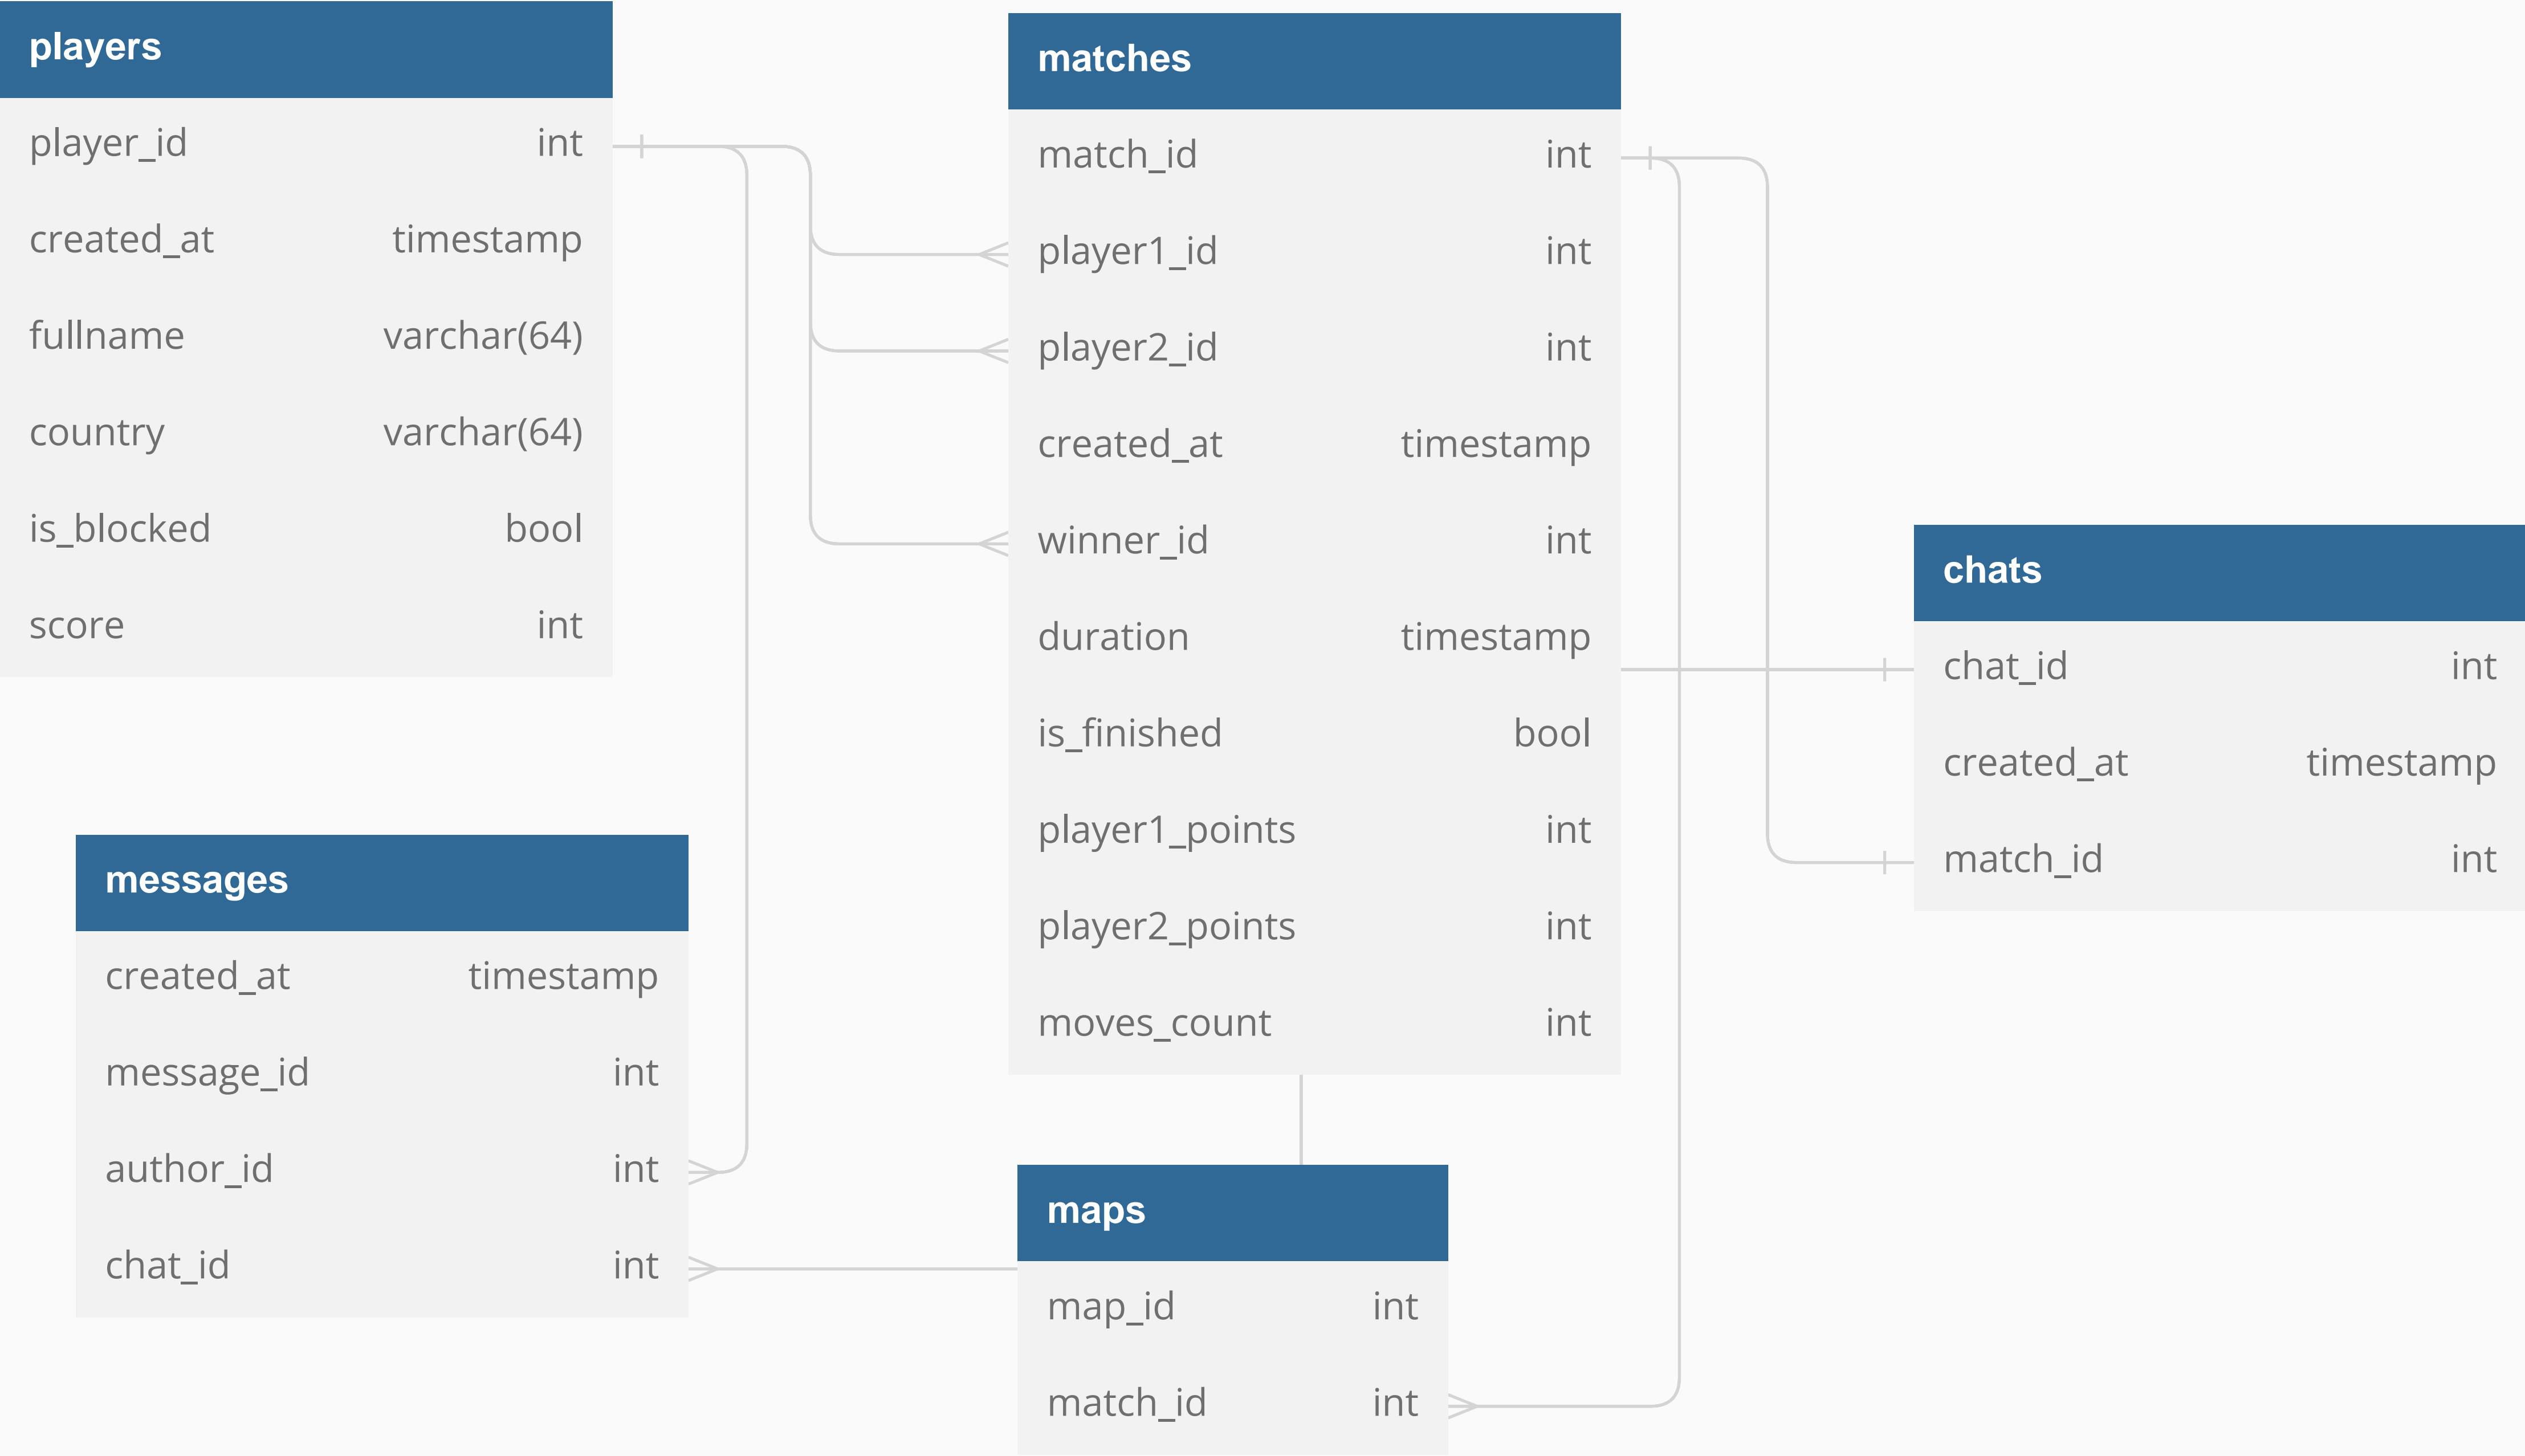 players
player_id int
created_at timestamp
fullname varchar(64)
country varchar(64)
is_blocked bool
score int
matches
match_id int
player1_id int
player2_id int
created_at timestamp
winner_id int
duration timestamp
is_finished bool
player1_points int
player2_points int
moves_count int
chats
chat_id int
created_at timestamp
match_id int
messages
created_at timestamp
message_id int
author_id int
chat_id int
maps
map_id int
match_id int